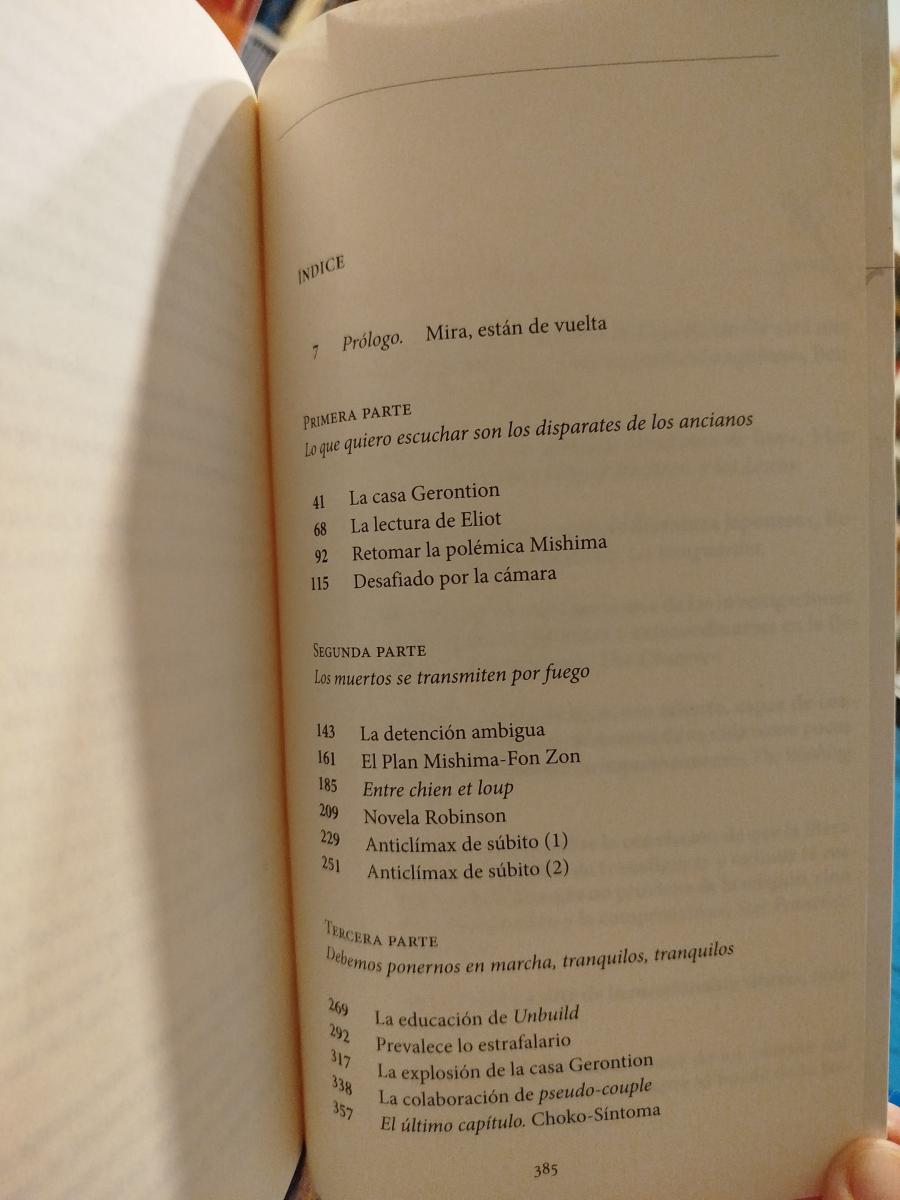 ÍNDICE
7 Prólogo. Mira, están de vuelta
PRIMERA PARTE
Lo que quiero escuchar son los disparates de los ancianos
41 La casa Gerontion
68 La lectura de Eliot
92 Retomar la polémica Mishima
115 Desafiado por la cámara
SEGUNDA PARTE
Los muertos se transmiten por fuego
143 La detención ambigua
161 El Plan Mishima-Fon Zon
185 Entre chien et loup
209 Novela Robinson
229 Anticlímax de súbito (1)
251 Anticlímax de súbito (2)
TERCERA PARTE
Debemos ponernos en marcha, tranquilos, tranquilos
269 La educación de Unbuild
292 Prevalece lo estrafalario
317 La explosión de la casa Gerontion
338 La colaboración de pseudo-couple
357 El último capítulo. Choko-Síntoma
385